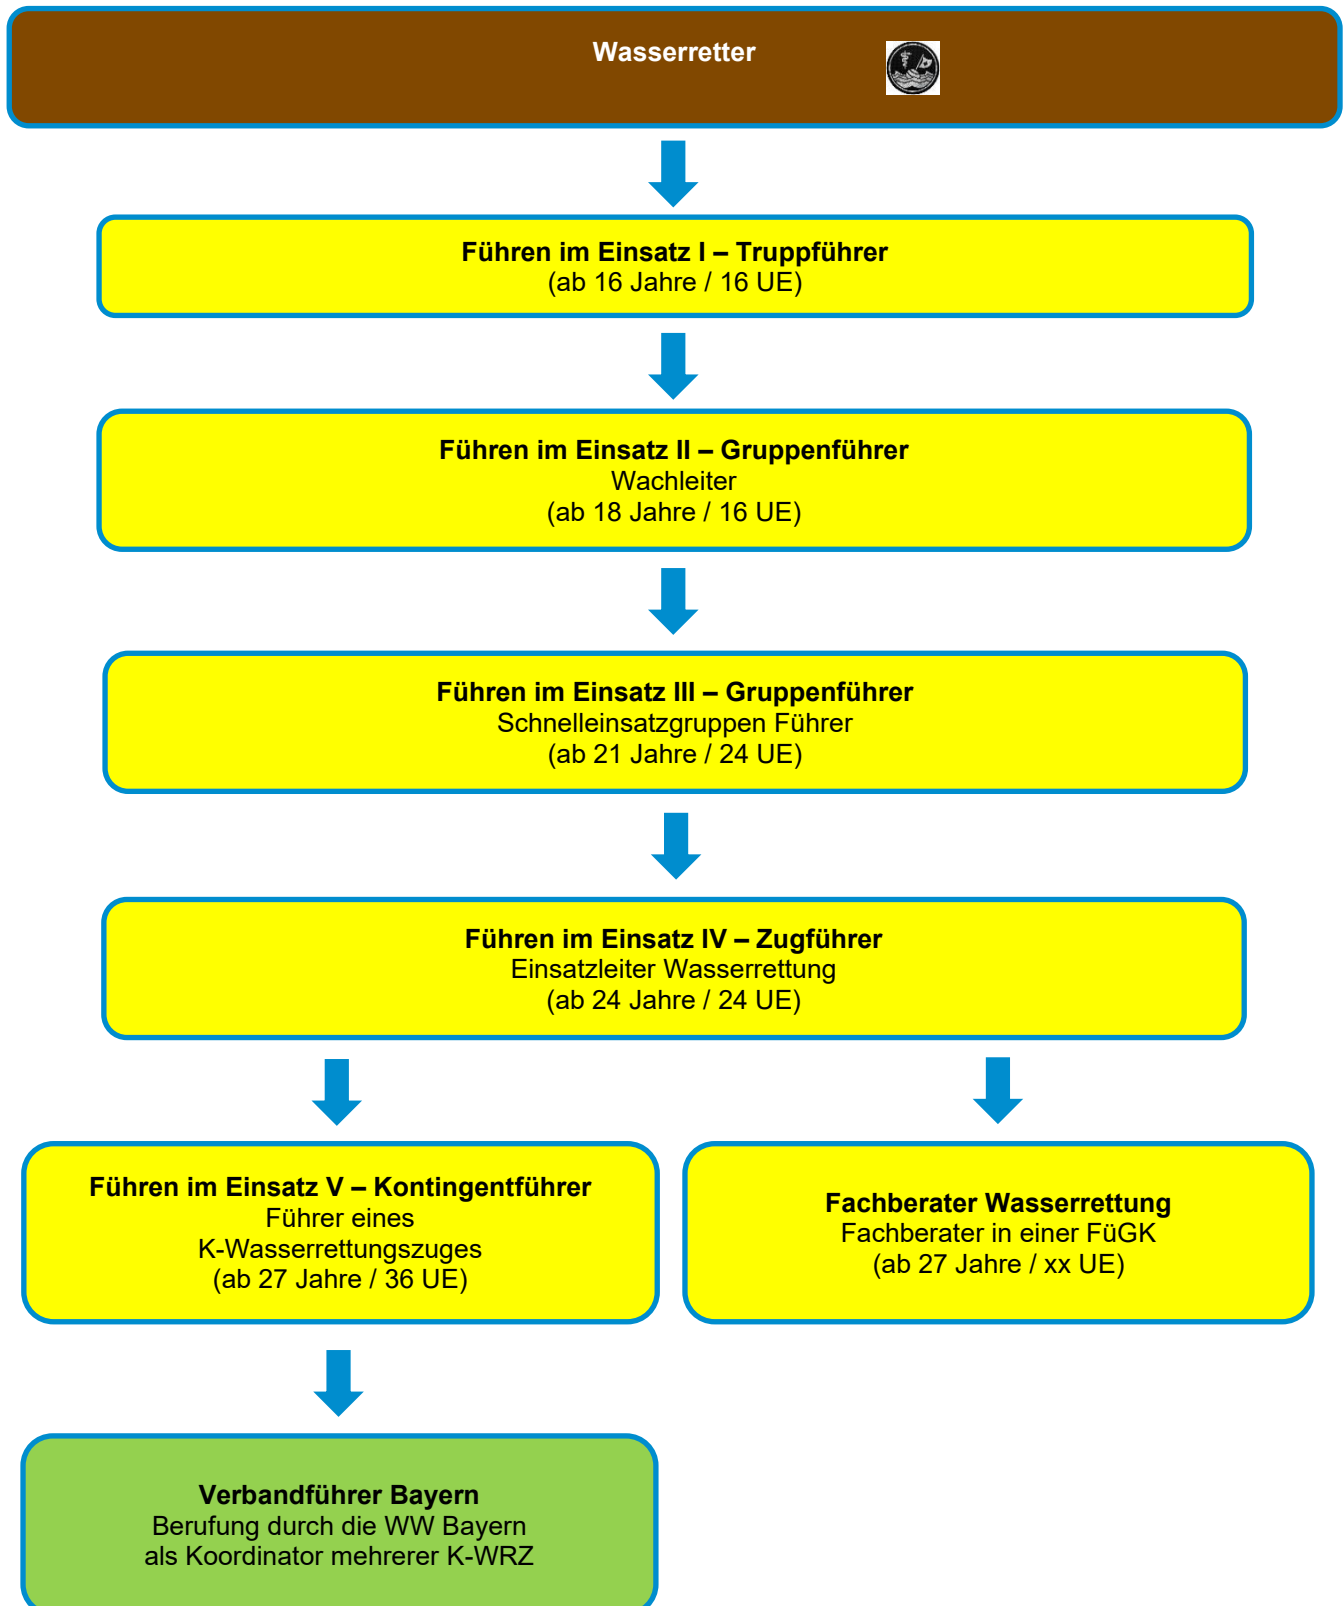 Wasserretter
Führen im Einsatz I – Truppführer
(ab 16 Jahre / 16 UE)
Führen im Einsatz II – Gruppenführer
Wachleiter
(ab 18 Jahre / 16 UE)
Führen im Einsatz III – Gruppenführer
Schnelleinsatzgruppen Führer
(ab 21 Jahre / 24 UE)
Führen im Einsatz IV – Zugführer
Einsatzleiter Wasserrettung
(ab 24 Jahre / 24 UE)
Führen im Einsatz V – Kontingentführer
Führer eines
K-Wasserrettungszuges
(ab 27 Jahre / 36 UE)
Fachberater Wasserrettung
Fachberater in einer FüGK
(ab 27 Jahre / xx UE)
Verbandführer Bayern
Berufung durch die WW Bayern
als Koordinator mehrerer K-WRZ